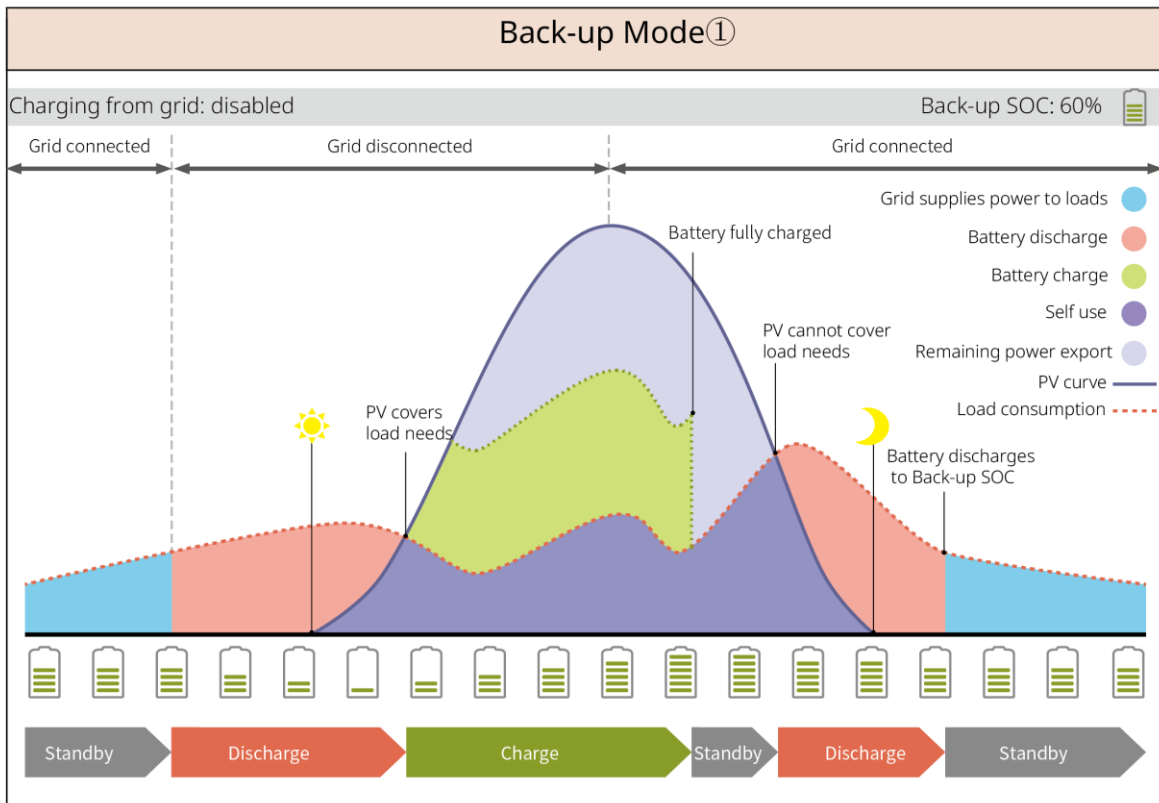 Back-up Mode①
Charging from grid: disabled
Back-up SOC: 60%
Grid connected
Grid disconnected
Grid connected
Grid supplies power to loads
Battery discharge
Battery charge
Self use
Remaining power export
PV curve
Load consumption
Battery fully charged
PV cannot cover
load needs
PV covers
load needs
Battery discharges
to Back-up SOC
Standby
Discharge
Charge
Standby
Discharge
Standby